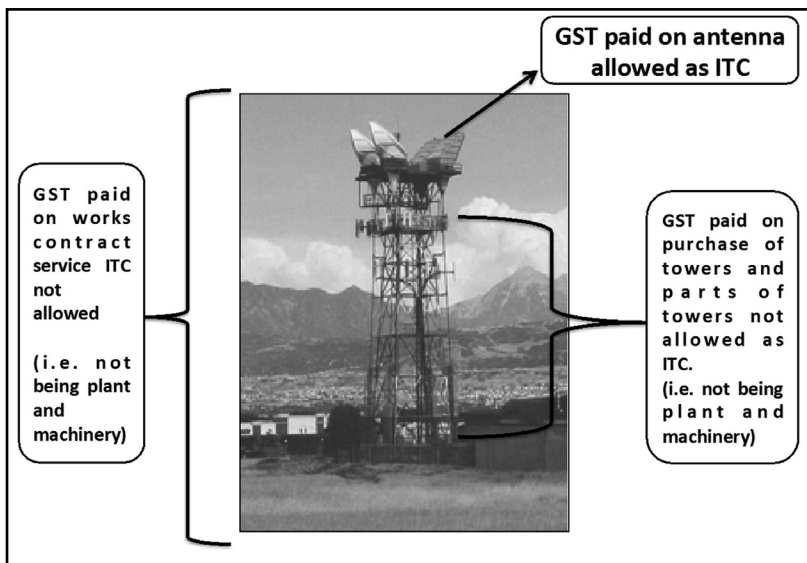 GST paid on antenna
allowed as ITC
GST paid
on works
contract
service ITC
not
allowed
(i.e. not
being plant
and
machinery)
GST paid on
purchase of
towers and
parts of
towers not
allowed as
ITC.
(i.e. not being
plant and
machinery)